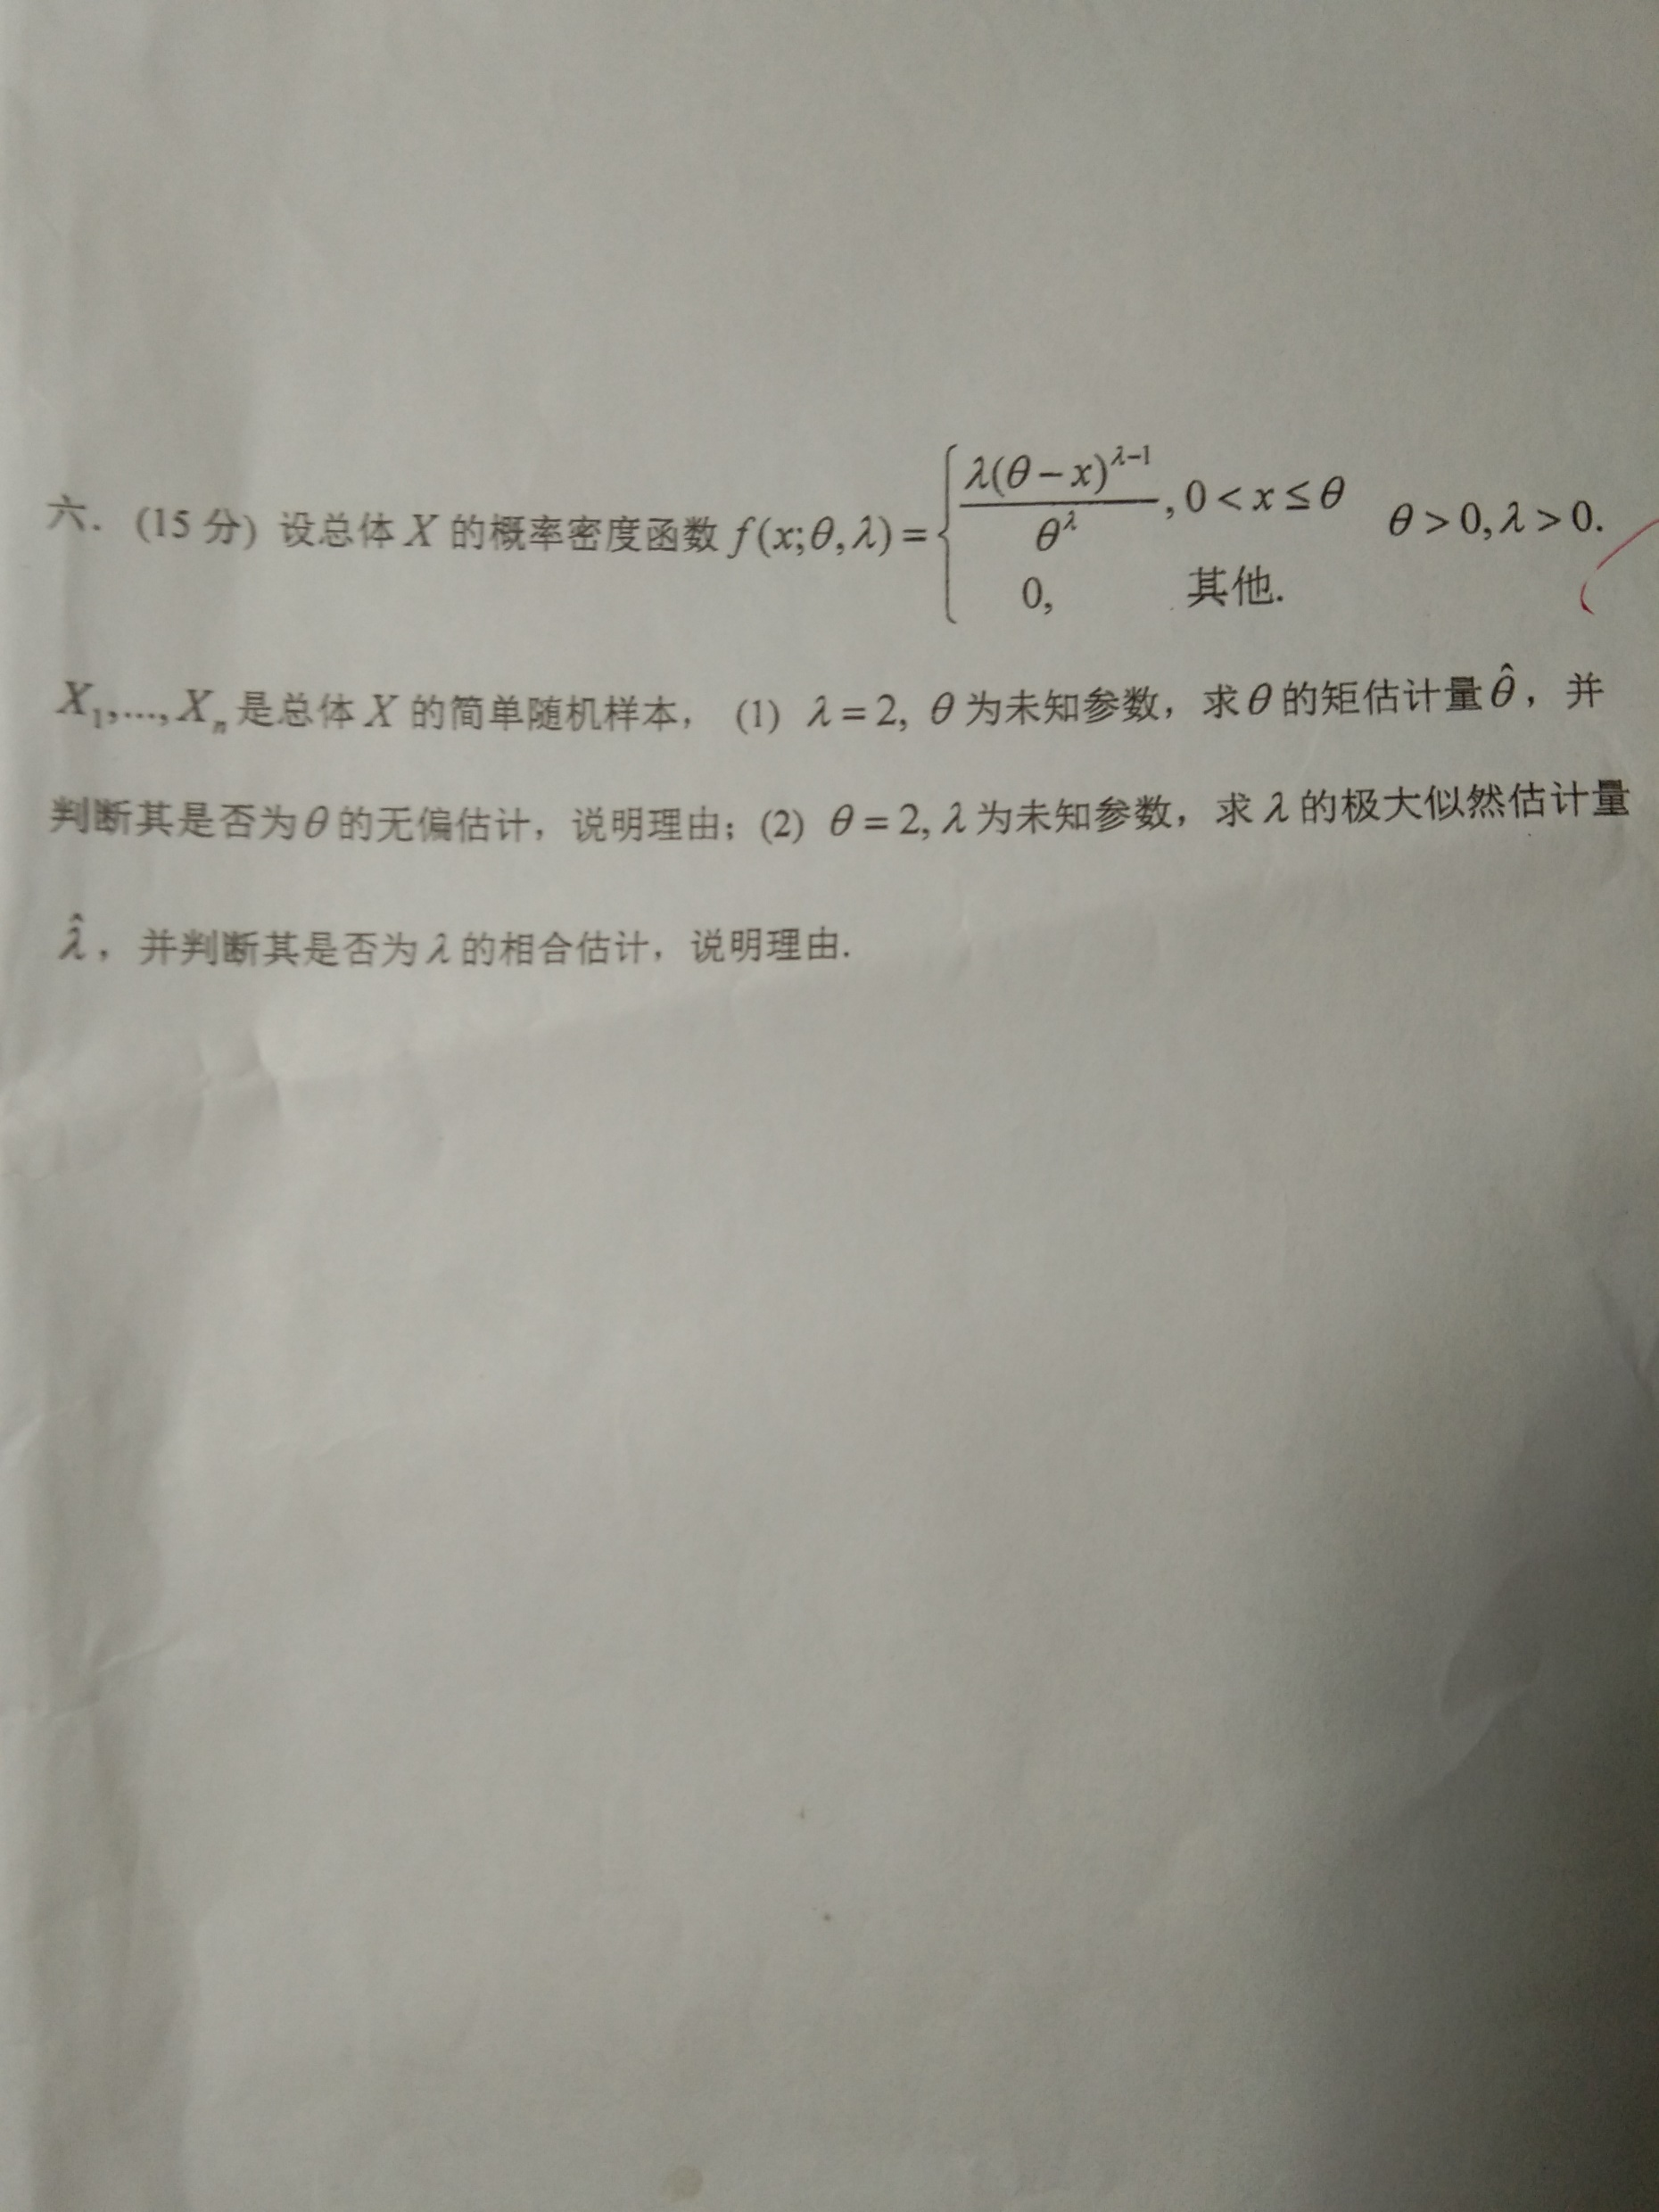 六. (15 分) 设总体 X 的概率密度函数 f(x;θ,λ) = { λ(θ−x)^{λ−1} / θ^λ , 0 < x ≤ θ θ > 0, λ > 0.
0, 其他.
X₁,...,Xₙ 是总体 X 的简单随机样本, (1) λ = 2, θ 为未知参数, 求 θ 的矩估计量 θ̂, 并
判断其是否为 θ 的无偏估计, 说明理由; (2) θ = 2, λ 为未知参数, 求 λ 的极大似然估计量
λ̂, 并判断其是否为 λ 的相合估计, 说明理由.